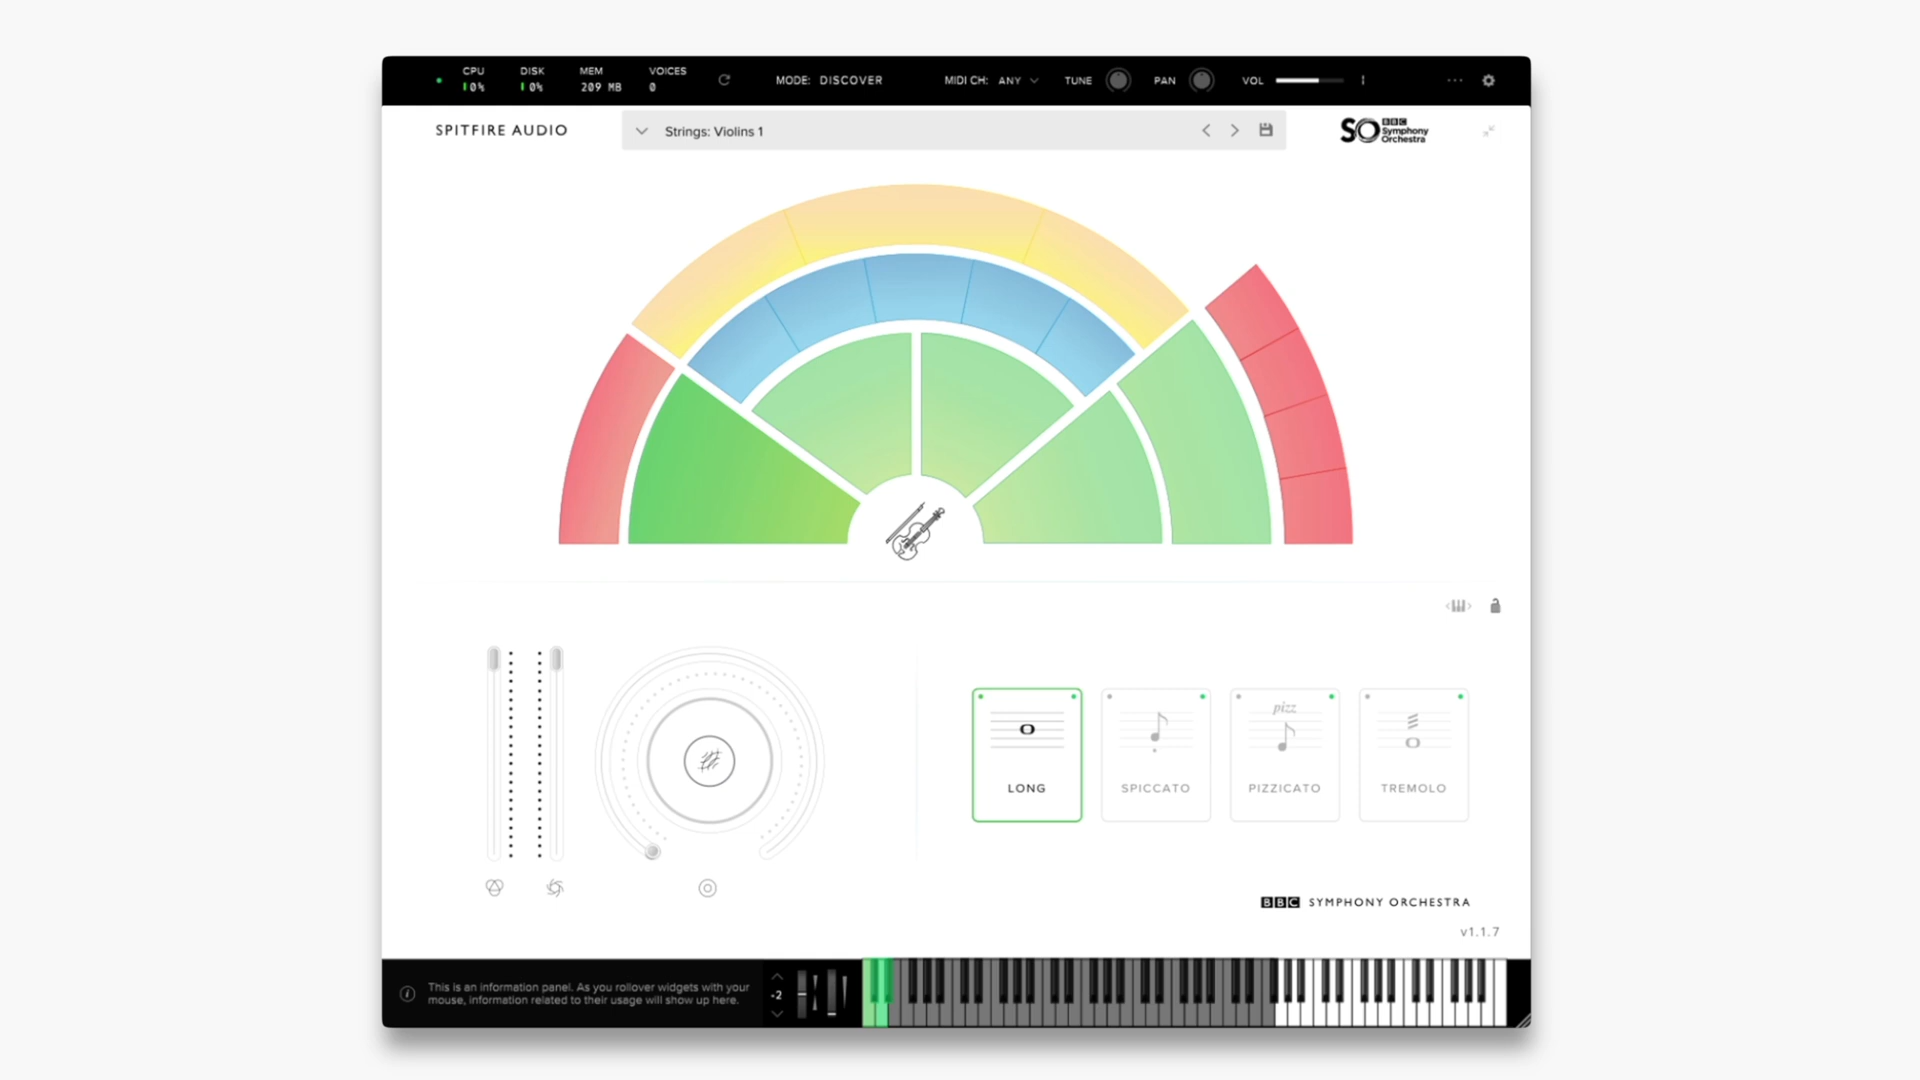 CPU DISK MEM VOICES
0% 0% 209 MB 0
MODE: DISCOVER MIDI CH: ANY TUNE PAN VOL
SPITFIRE AUDIO
Strings: Violins 1
SO BBC
Symphony
Orchestra
pizz
LONG SPICCATO PIZZICATO TREMOLO
BBC SYMPHONY ORCHESTRA
v1.1.7
This is an information panel. As you rollover widgets with your
mouse, information related to their usage will show up here.
-2